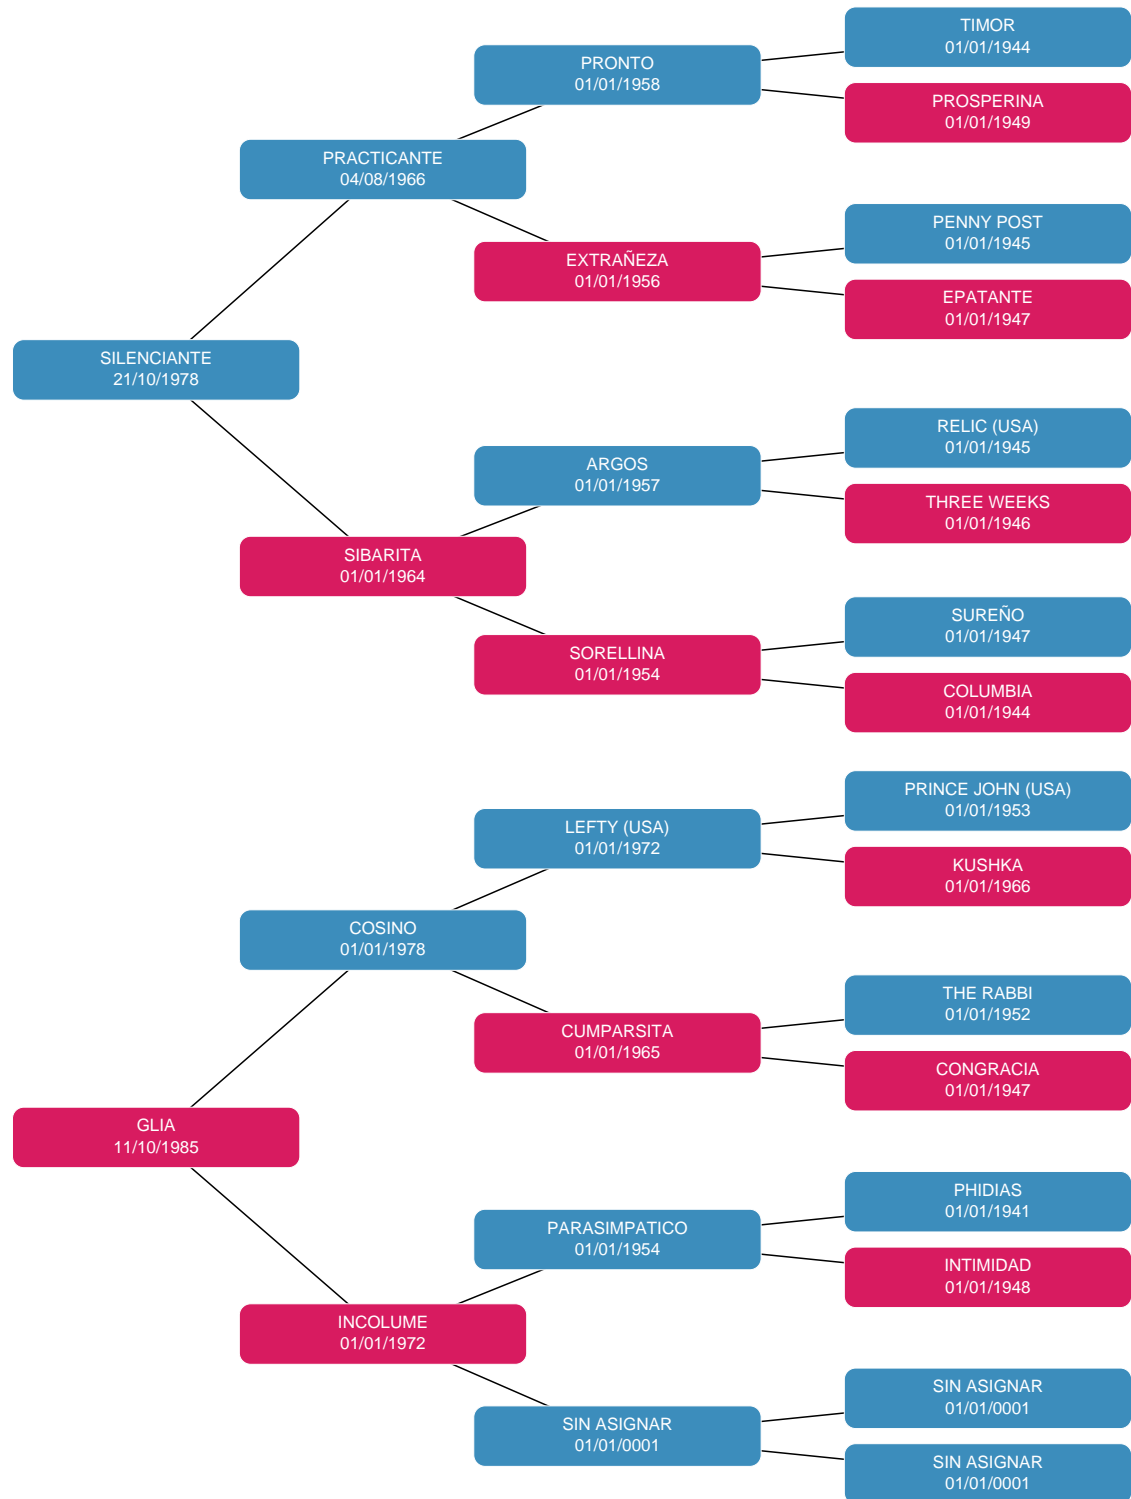 TIMOR
01/01/1944
PRONTO
01/01/1958
PROSPERINA
01/01/1949
PRACTICANTE
04/08/1966
PENNY POST
01/01/1945
EXTRAÑEZA
01/01/1956
EPATANTE
01/01/1947
SILENCIANTE
21/10/1978
RELIC (USA)
01/01/1945
ARGOS
01/01/1957
THREE WEEKS
01/01/1946
SIBARITA
01/01/1964
SUREÑO
01/01/1947
SORELLINA
01/01/1954
COLUMBIA
01/01/1944
PRINCE JOHN (USA)
01/01/1953
LEFTY (USA)
01/01/1972
KUSHKA
01/01/1966
COSINO
01/01/1978
THE RABBI
01/01/1952
CUMPARSITA
01/01/1965
CONGRACIA
01/01/1947
GLIA
11/10/1985
PHIDIAS
01/01/1941
PARASIMPATICO
01/01/1954
INTIMIDAD
01/01/1948
INCOLUME
01/01/1972
SIN ASIGNAR
01/01/0001
SIN ASIGNAR
01/01/0001
SIN ASIGNAR
01/01/0001